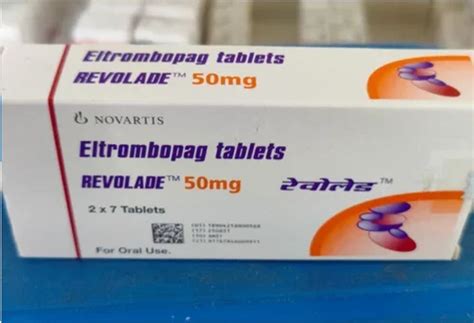 Eltrombopag tablets
REVOLADE™ 50mg
NOVARTIS
Eltrombopag tablets
REVOLADE™ 50mg रेवोलेड™
2 x 7 Tablets
For Oral Use.